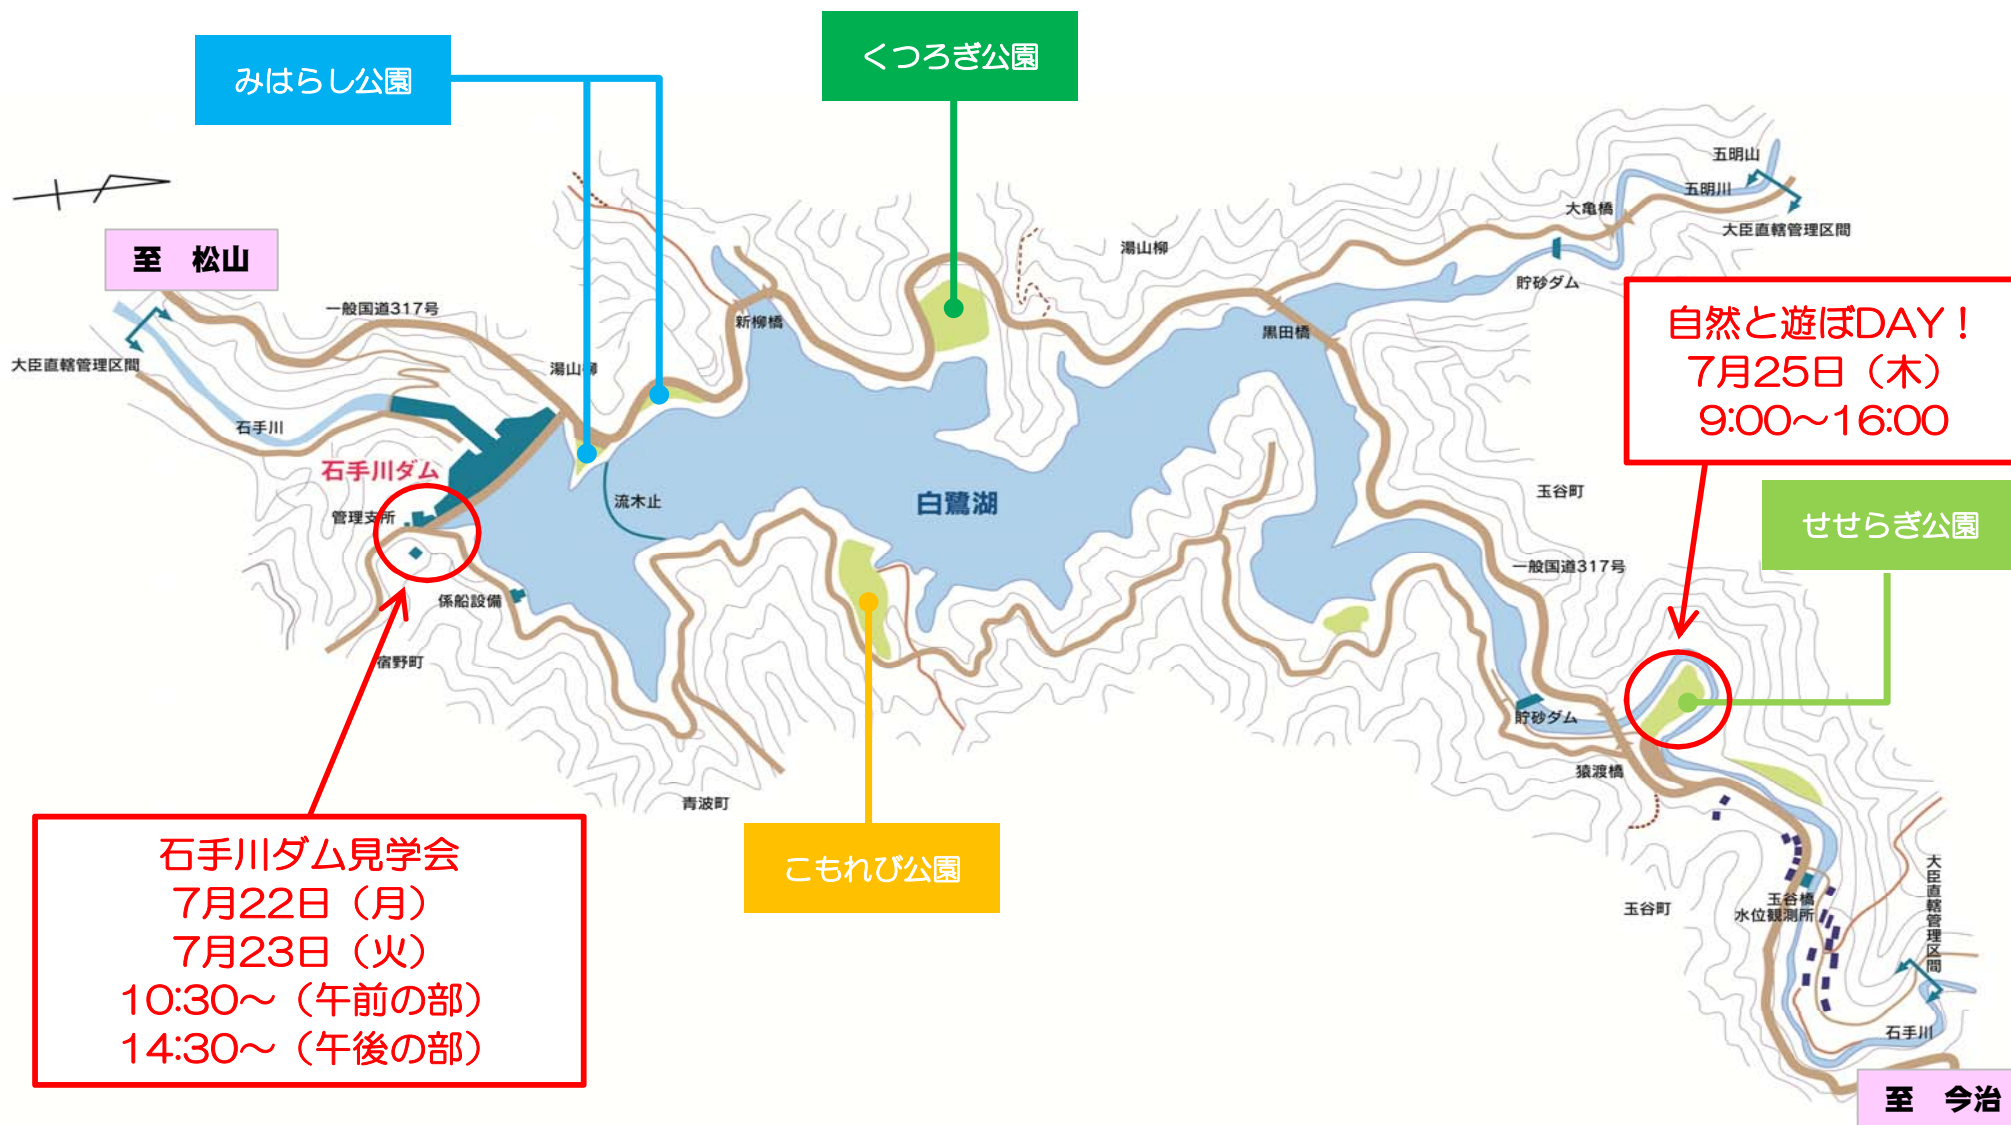 みはらし公園
くつろぎ公園
五明山
五明川
大亀橋
大臣直轄管理区間
湯山柳
貯砂ダム
至　松山
一般国道317号
新柳橋
黒田橋
自然と遊ぼDAY！
7月25日（木）
9:00～16:00
大臣直轄管理区間
湯山柳
石手川
石手川ダム
管理支所
流木止
白鷺湖
玉谷町
せせらぎ公園
一般国道317号
係船設備
宿野町
貯砂ダム
猿渡橋
青波町
石手川ダム見学会
7月22日（月）
7月23日（火）
10:30～（午前の部）
14:30～（午後の部）
こもれび公園
玉谷町
玉谷橋
水位観測所
大臣直轄管理区間
石手川
至　今治